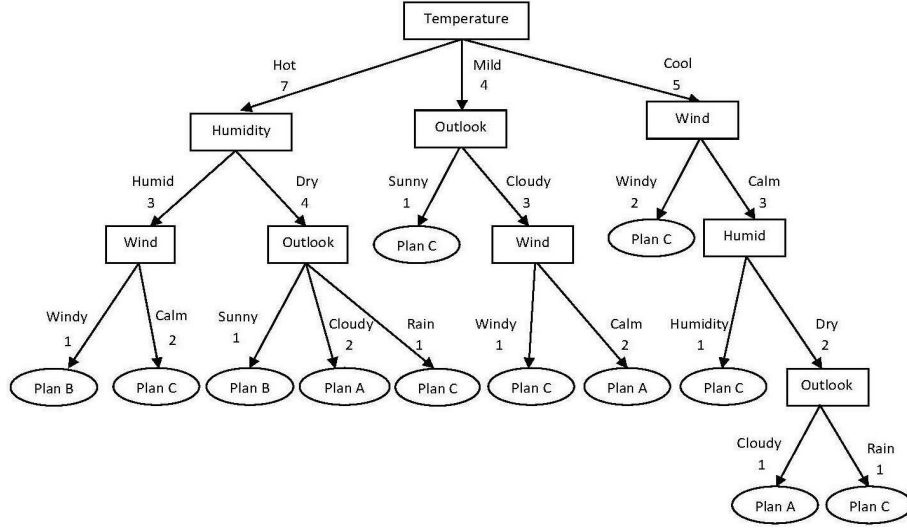 Temperature
Hot Mild Cool
7 4 5
Humidity Outlook Wind
Humid Dry Sunny Cloudy Windy Calm
3 4 1 3 2 3
Wind Outlook Plan C Wind Plan C Humid
Windy Calm Sunny Cloudy Rain Windy Calm Humidity Dry
1 2 1 2 1 1 2 1 2
Plan B Plan C Plan B Plan A Plan C Plan C Plan A Plan C Outlook
Cloudy Rain
1 1
Plan A Plan C